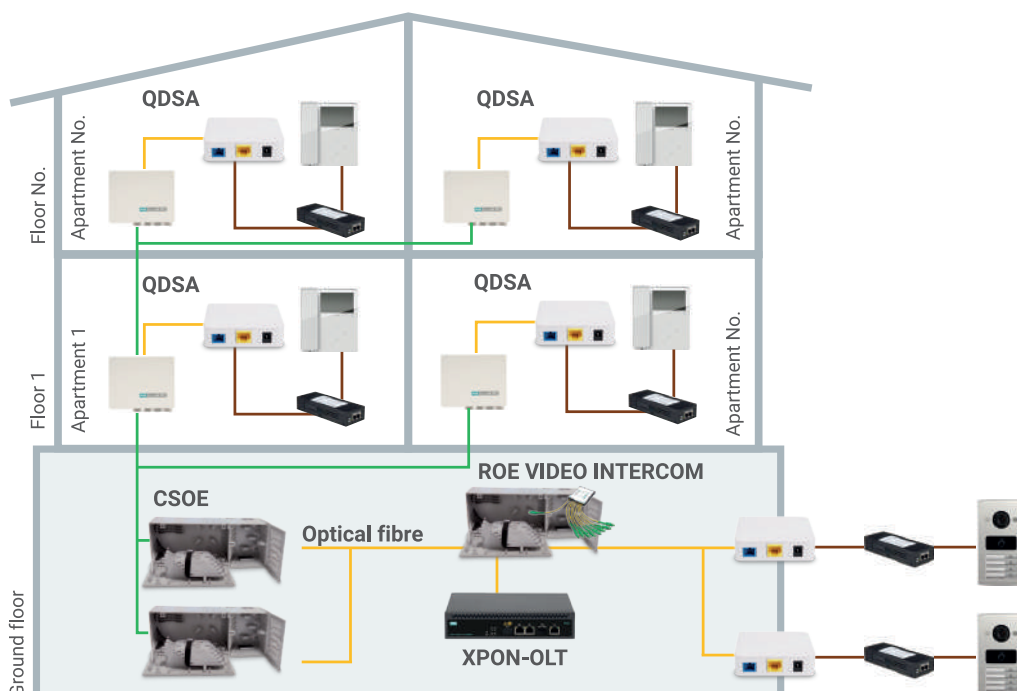 QDSA
QDSA
Floor No.
Apartment No.
Apartment No.
QDSA
QDSA
Floor 1
Apartment 1
Apartment No.
ROE VIDEO INTERCOM
CSOE
Optical fibre
Ground floor
XPON-OLT